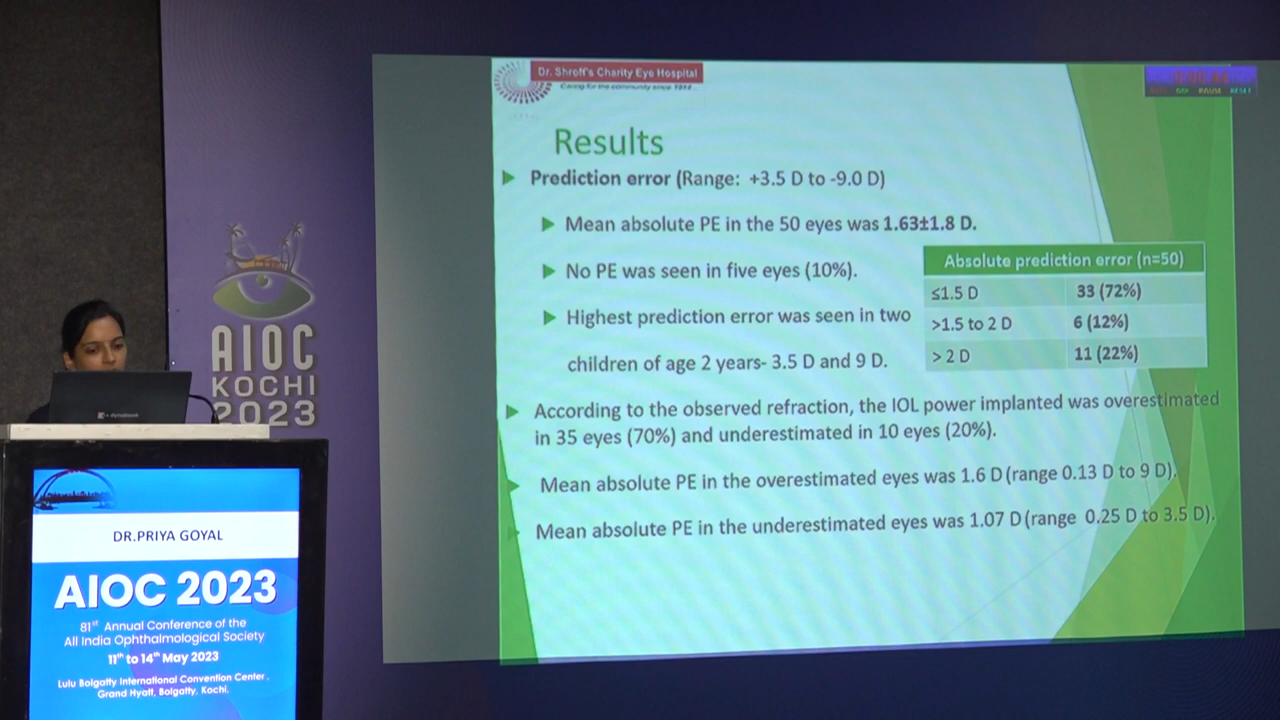 Dr. Shroff's Charity Eye Hospital
Caring for the community since
Results
Prediction error (Range: +3.5 D to -9.0 D)
Mean absolute PE in the 50 eyes was 1.63±1.8 D.
No PE was seen in five eyes (10%).
Highest prediction error was seen in two
children of age 2 years- 3.5 D and 9 D.
Absolute prediction error (n=50)
≤1.5 D 33 (72%)
>1.5 to 2 D 6 (12%)
> 2 D 11 (22%)
According to the observed refraction, the IOL power implanted was overestimated
in 35 eyes (70%) and underestimated in 10 eyes (20%).
Mean absolute PE in the overestimated eyes was 1.6 D (range 0.13 D to 9 D).
Mean absolute PE in the underestimated eyes was 1.07 D (range 0.25 D to 3.5 D).
AIOC
KOCHI
2023
dynabook
DR.PRIYA GOYAL
AIOC 2023
81st Annual Conference of the
All India Ophthalmological Society
11th to 14th May 2023
Lulu Bolgatty International Convention Center.
Grand Hyatt, Bolgatty, Kochi.